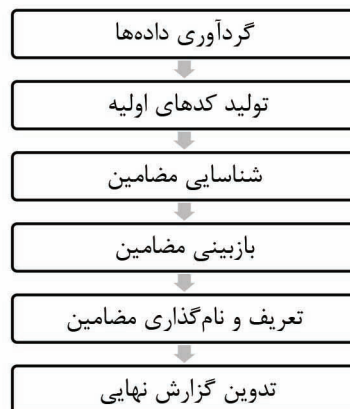 گردآوری داده‌ها
تولید کدهای اولیه
شناسایی مضامین
بازبینی مضامین
تعریف و نام‌گذاری مضامین
تدوین گزارش نهایی